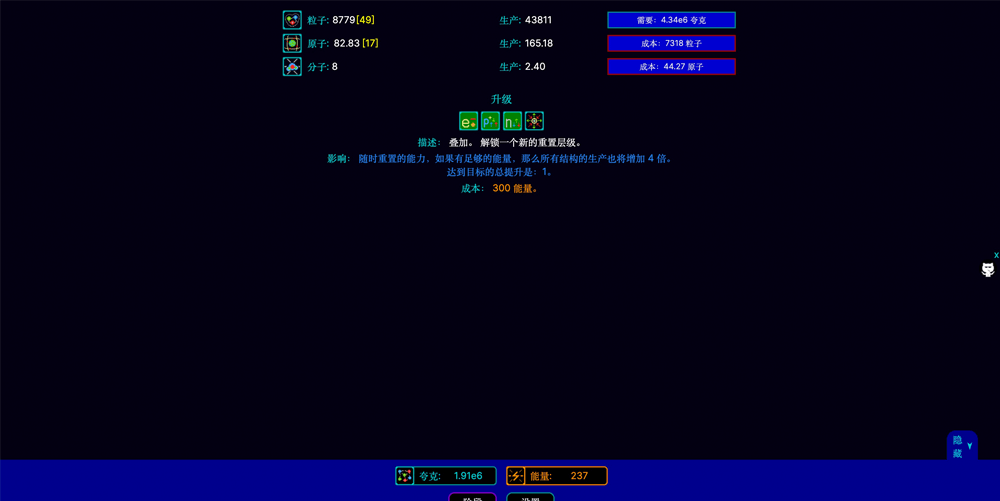 粒子: 8779[49] 生产: 43811 需要: 4.34e6 夸克
原子: 82.83 [17] 生产: 165.18 成本: 7318 粒子
分子: 8 生产: 2.40 成本: 44.27 原子
升级
e p n
描述: 叠加。 解锁一个新的重置层级。
影响: 随时重置的能力，如果有足够的能量，那么所有结构的生产也将增加 4 倍。
达到目标的总提升是: 1。
成本: 300 能量。
x
隐
藏
夸克: 1.91e6 能量: 237